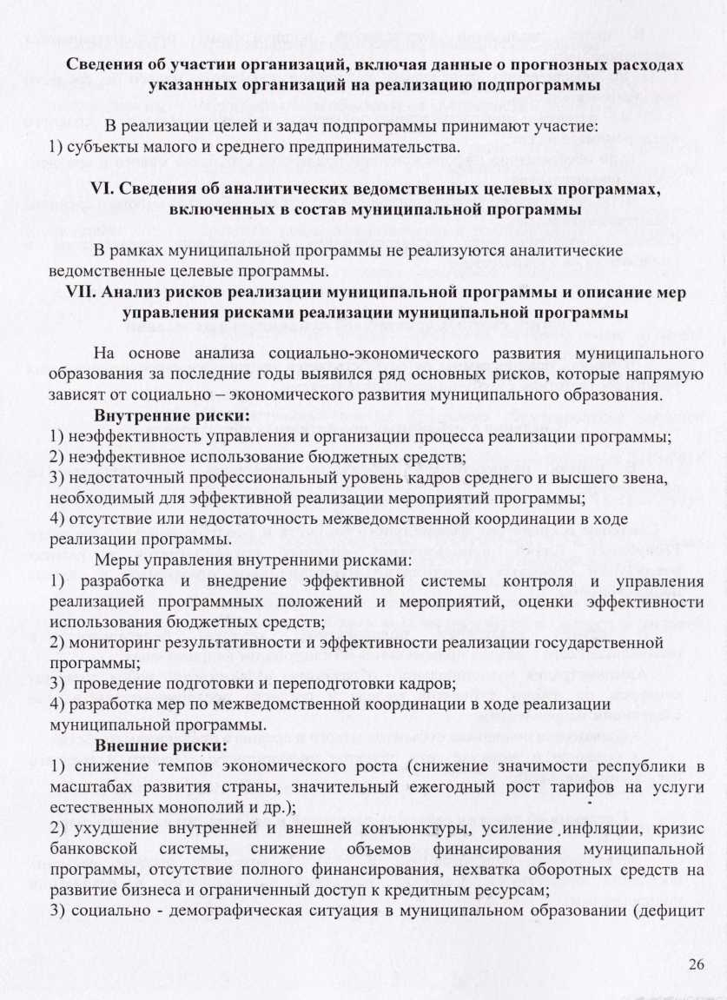 Сведения об участии организаций, включая данные о прогнозных расходах
указанных организаций на реализацию подпрограммы
В реализации целей и задач подпрограммы принимают участие:
1) субъекты малого и среднего предпринимательства.
VI. Сведения об аналитических ведомственных целевых программах,
включенных в состав муниципальной программы
В рамках муниципальной программы не реализуются аналитические
ведомственные целевые программы.
VII. Анализ рисков реализации муниципальной программы и описание мер
управления рисками реализации муниципальной программы
На основе анализа социально-экономического развития муниципального
образования за последние годы выявился ряд основных рисков, которые напрямую
зависят от социально – экономического развития муниципального образования.
Внутренние риски:
1) неэффективность управления и организации процесса реализации программы;
2) неэффективное использование бюджетных средств;
3) недостаточный профессиональный уровень кадров среднего и высшего звена,
необходимый для эффективной реализации мероприятий программы;
4) отсутствие или недостаточность межведомственной координации в ходе
реализации программы.
Меры управления внутренними рисками:
1) разработка и внедрение эффективной системы контроля и управления
реализацией программных положений и мероприятий, оценки эффективности
использования бюджетных средств;
2) мониторинг результативности и эффективности реализации государственной
программы;
3) проведение подготовки и переподготовки кадров;
4) разработка мер по межведомственной координации в ходе реализации
муниципальной программы.
Внешние риски:
1) снижение темпов экономического роста (снижение значимости республики в
масштабах развития страны, значительный ежегодный рост тарифов на услуги
естественных монополий и др.);
2) ухудшение внутренней и внешней конъюнктуры, усиление инфляции, кризис
банковской системы, снижение объемов финансирования муниципальной
программы, отсутствие полного финансирования, нехватка оборотных средств на
развитие бизнеса и ограниченный доступ к кредитным ресурсам;
3) социально - демографическая ситуация в муниципальном образовании (дефицит
26